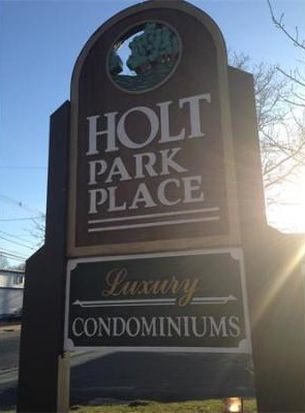 HOLT
PARK
PLACE
Luxury
CONDOMINIUMS